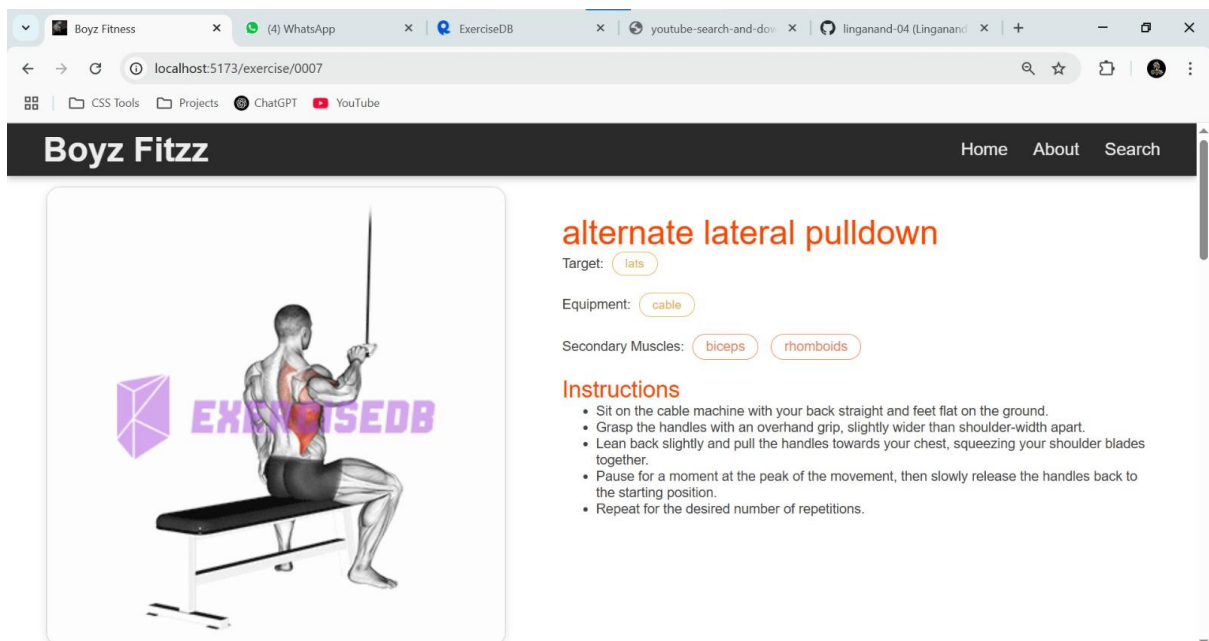 Boyz Fitness
(4) WhatsApp
ExerciseDB
youtube-search-and-dow
linganand-04 (Linganand
localhost:5173/exercise/0007
CSS Tools
Projects
ChatGPT
YouTube
Boyz Fitzz
Home
About
Search
EXERCISEDB
alternate lateral pulldown
Target: lats
Equipment: cable
Secondary Muscles: biceps rhomboids
Instructions
• Sit on the cable machine with your back straight and feet flat on the ground.
• Grasp the handles with an overhand grip, slightly wider than shoulder-width apart.
• Lean back slightly and pull the handles towards your chest, squeezing your shoulder blades
together.
• Pause for a moment at the peak of the movement, then slowly release the handles back to
the starting position.
• Repeat for the desired number of repetitions.